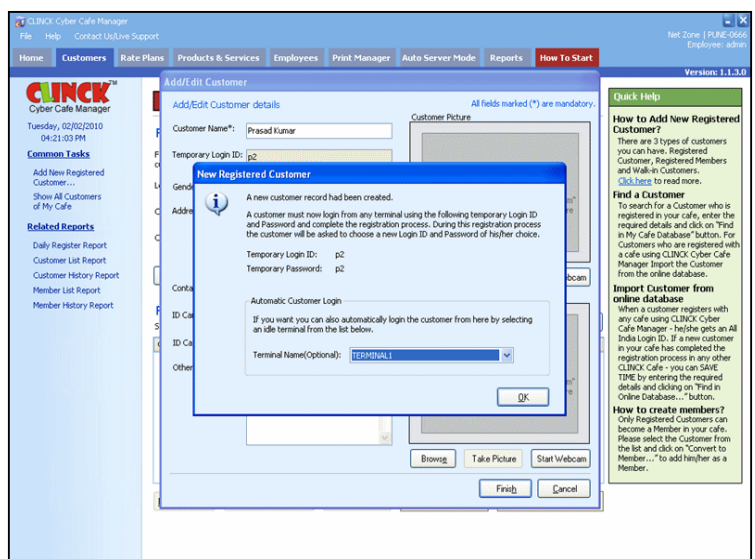 CLINCK Cyber Cafe Manager
File Help Contact Us/Live Support
Net Zone | PUNE-0666
Employee: admin
Home Customers Rate Plans Products & Services Employees Print Manager Auto Server Mode Reports How To Start
Version: 1.1.3.0
CLINCK TM
Cyber Cafe Manager
Tuesday, 02/02/2010
04:21:03 PM
Common Tasks
Add New Registered
Customer...
Show All Customers
of My Cafe
Related Reports
Daily Register Report
Customer List Report
Customer History Report
Member List Report
Member History Report
Add/Edit Customer
Add/Edit Customer details
All fields marked (*) are mandatory.
Customer Name*: Prasad Kumar
Customer Picture
Temporary Login ID: p2
New Registered Customer
A new customer record had been created.
A customer must now login from any terminal using the following temporary Login ID
and Password and complete the registration process. During this registration process
the customer will be asked to choose a new Login ID and Password of his/her choice.
Temporary Login ID: p2
Temporary Password: p2
Automatic Customer Login
If you want you can also automatically login the customer from here by selecting
an idle terminal from the list below.
Terminal Name(Optional): TERMINAL1
OK
Gende
Addre
Conta
ID Ca
ID Ca
Other
bcam
Browse Take Picture Start Webcam
Finish Cancel
Quick Help
How to Add New Registered
Customer?
There are 3 types of customers
you can have. Registered
Customer, Registered Members
and Walk-in Customers.
Click here to read more.
Find a Customer
To search for a Customer who is
registered in your cafe, enter the
required details and click on "Find
in My Cafe Database" button. For
Customers who are registered with
a cafe using CLINCK Cyber Cafe
Manager Import the Customer
from the online database.
Import Customer from
online database
When a customer registers with
any cafe using CLINCK Cyber
Cafe Manager - he/she gets an All
India Login ID. If a new customer
in your cafe has completed the
registration process in any other
CLINCK Cafe - you can SAVE
TIME by entering the required
details and clicking on "Find in
Online Database..." button.
How to create members?
Only Registered Customers can
become a Member in your cafe.
Please select the Customer from
the list and click on "Convert to
Member..." to add him/her as a
Member.